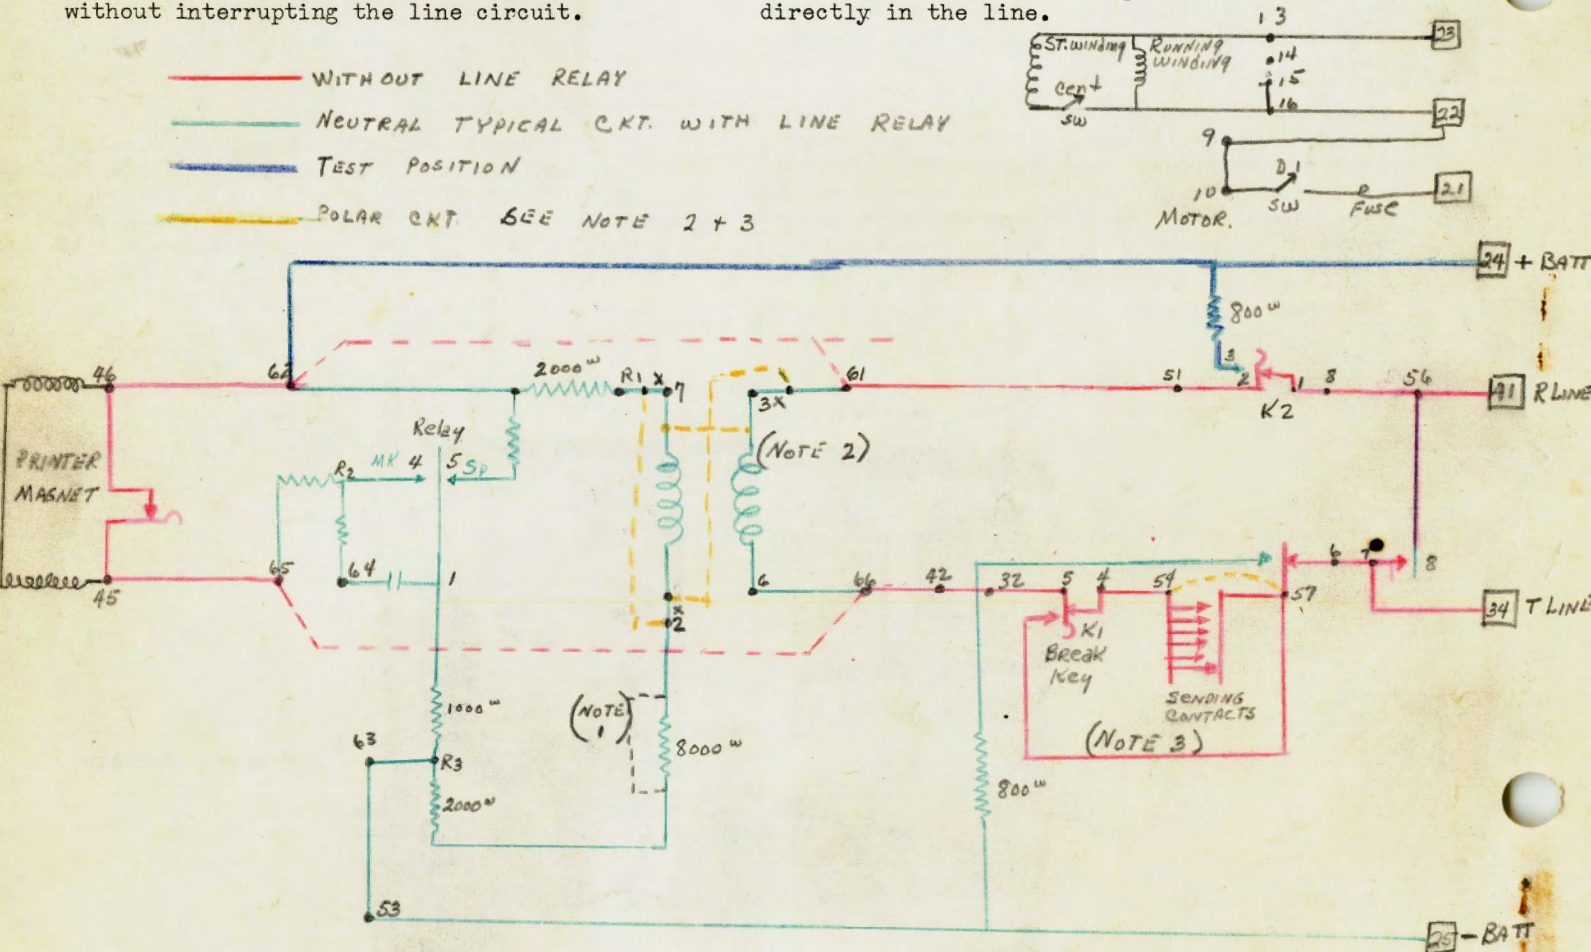 without interrupting the line circuit.
directly in the line.
WITHOUT LINE RELAY
NEUTRAL TYPICAL CKT. WITH LINE RELAY
TEST POSITION
POLAR CKT. SEE NOTE 2 + 3
13
23
ST. WINDING
RUNNING
WINDING
14
15
Cent
SW
16
22
9
10
D.1
SW
Fuse
21
MOTOR.
24 + BATT
800 ω
3
46
62
2000 ω
R1
X
7
3X
61
51
2
1
8
56
K2
R LINE
Relay
MK 4
5 Sp
R2
(NOTE 2)
PRINTER
MAGNET
45
65
64
1
6
66
42
32
5
4
54
57
6
7
8
34 T LINE
X
2
K1
BREAK
Key
SENDING
CONTACTS
(NOTE 3)
1000 ω
(NOTE
1)
8000 ω
63
R3
2000 ω
800 ω
53
25 - BATT